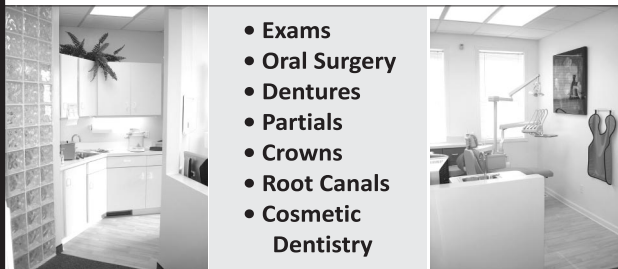 • Exams
• Oral Surgery
• Dentures
• Partials
• Crowns
• Root Canals
• Cosmetic
Dentistry